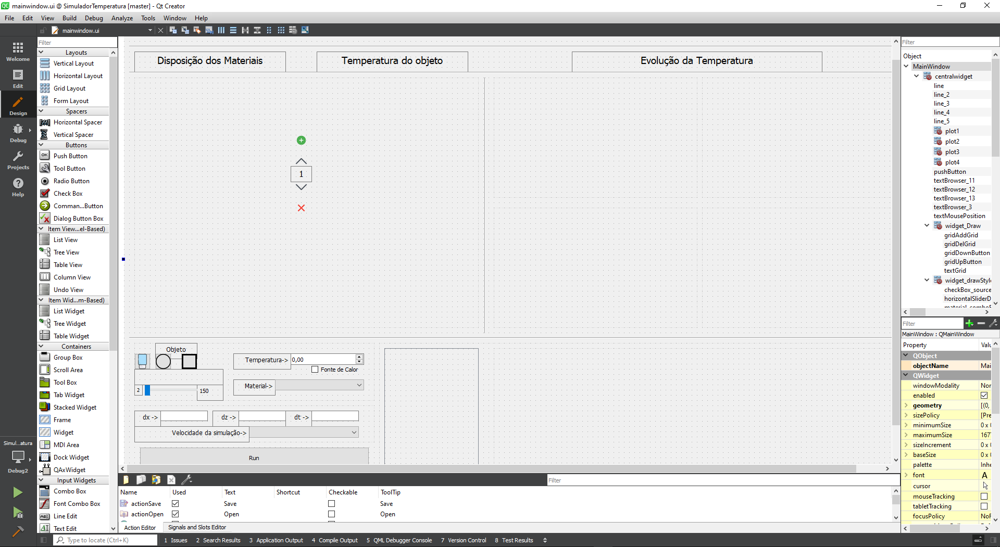 mainwindow.ui @ SimuladorTemperatura [master] - Qt Creator
File Edit View Build Debug Analyze Tools Window Help
mainwindow.ui
Welcome
Edit
Design
Debug
Projects
Help
Simul...atura
Debug2
Filter
Layouts
Vertical Layout
Horizontal Layout
Grid Layout
Form Layout
Spacers
Horizontal Spacer
Vertical Spacer
Buttons
OK Push Button
Tool Button
Radio Button
Check Box
Comman...Button
Dialog Button Box
Item View...el-Based)
List View
Tree View
Table View
Column View
Undo View
Item Wid...m-Based)
List Widget
Tree Widget
Table Widget
Containers
Group Box
Scroll Area
Tool Box
Tab Widget
Stacked Widget
Frame
Widget
MDI Area
Dock Widget
QAxWidget
Input Widgets
Combo Box
Font Combo Box
Line Edit
Text Edit
Disposição dos Materiais
Temperatura do objeto
Evolução da Temperatura
1
Objeto
2
150
Temperatura-> 0,00
Fonte de Calor
Material->
dx -> dz -> dt ->
Velocidade da simulação->
Run
Filter
Name Used Text Shortcut Checkable ToolTip
actionSave Save Save
actionOpen Open Open
Action Editor Signals and Slots Editor
Filter
Object
MainWindow
centralwidget
line
line_2
line_3
line_4
line_5
plot1
plot2
plot3
plot4
pushButton
textBrowser_11
textBrowser_12
textBrowser_13
textBrowser_3
textMousePosition
widget_Draw
gridAddGrid
gridDelGrid
gridDownButton
gridUpButton
textGrid
widget_drawStyle
checkBox_source
horizontalSliderD
Filter
MainWindow : QMainWindow
Property Valu
QObject
objectName Mai
QWidget
windowModality Nor
enabled
geometry [(0,
sizePolicy [Pre
minimumSize 0 x
maximumSize 167
sizeIncrement 0 x
baseSize 0 x
palette Inhe
font A
cursor
mouseTracking
tabletTracking
focusPolicy NoF
Type to locate (Ctrl+K)
1 Issues 2 Search Results 3 Application Output 4 Compile Output 5 QML Debugger Console 7 Version Control 8 Test Results